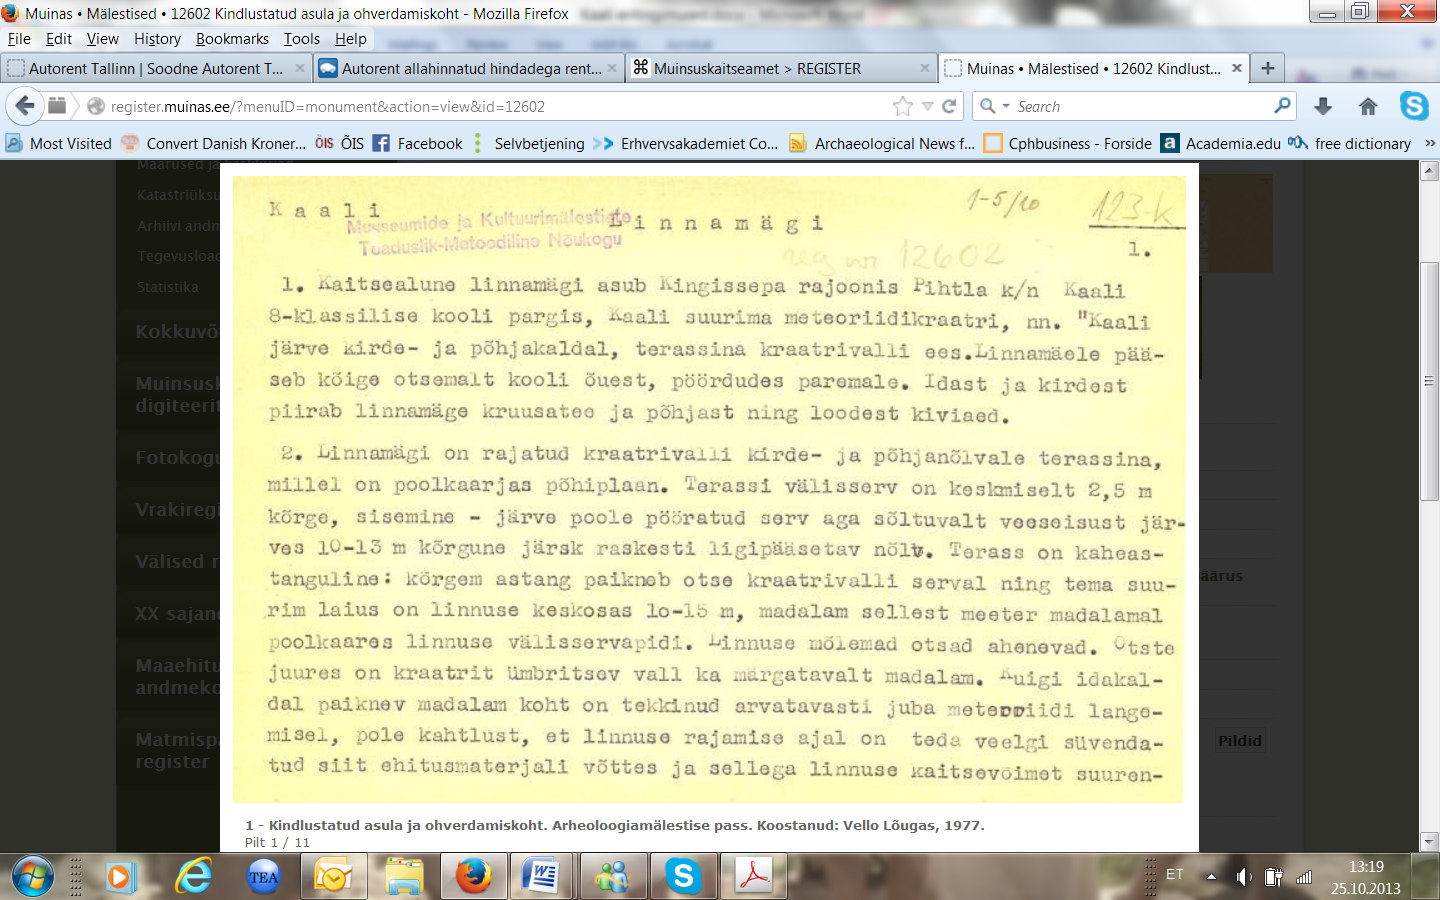 Muinas • Mälestised • 12602 Kindlustatud asula ja ohverdamiskoht - Mozilla Firefox
File Edit View History Bookmarks Tools Help
Autorent Tallinn | Soodne Autorent T...
Autorent allahinnatud hindadega rent...
Muinsuskaitseamet > REGISTER
Muinas • Mälestised • 12602 Kindlust...
register.muinas.ee/?menuID=monument&action=view&id=12602
Search
Most Visited Convert Danish Kroner... ÕIS Facebook Selvbetjening Erhvervsakademiet Co... Archaeological News f... Cphbusiness - Forside Academia.edu free dictionary »
Katastriüksu
Arhiivi andm
Tegevusload
Statistika
Kokkuvõ
Muinsusk
digiteerit
Fotokogu
Vrakiregi
Välised r
XX sajan
Maaehitu
andmeko
Matmispa
register
äärus
Pildid
1-5/10
123-k
Kaali Linnamägi
1.
Museumide ja Kultuurimälestiste
Teaduslik-Metoodiline Nõukogu
reg nr 12602
1. Kaitsealune linnamägi asub Kingissepa rajoonis Pihtla k/n Kaali
8-klassilise kooli pargis, Kaali suurima meteoriidikraatri, nn. "Kaali
järve kirde- ja põhjakaldal, terassina kraatrivalli ees.Linnamäele pää-
seb kõige otsemalt kooli õuest, pöördudes paremale. Idast ja kirdest
piirab linnamäge kruusatee ja põhjast ning loodest kiviaed.
2. Linnamägi on rajatud kraatrivalli kirde- ja põhjanõlvale terassina,
millel on poolkaarjas põhiplaan. Terassi välisserv on keskmiselt 2,5 m
kõrge, sisemine - järve poole pööratud serv aga sõltuvalt veeseisust jär-
ves 10-13 m kõrgune järsk raskesti ligipääsetav nõlv. Terass on kaheas-
tanguline: kõrgem astang paikneb otse kraatrivalli serval ning tema suu-
rim laius on linnuse keskosas 1o-15 m, madalam sellest meeter madalamal
poolkaares linnuse välisservapidi. Linnuse mõlemad otsad ahenevad. Otste
juures on kraatrit ümbritsev vall ka märgatavalt madalam. Kuigi idakal-
dal paiknev madalam koht on tekkinud arvatavasti juba meteoriidi lange-
misel, pole kahtlust, et linnuse rajamise ajal on teda veelgi süvenda-
tud siit ehitusmaterjali võttes ja sellega linnuse kaitsevõimet suuren-
1 - Kindlustatud asula ja ohverdamiskoht. Arheoloogiamälestise pass. Koostanud: Vello Lõugas, 1977.
Pilt 1 / 11
TEA
ET
13:19
25.10.2013